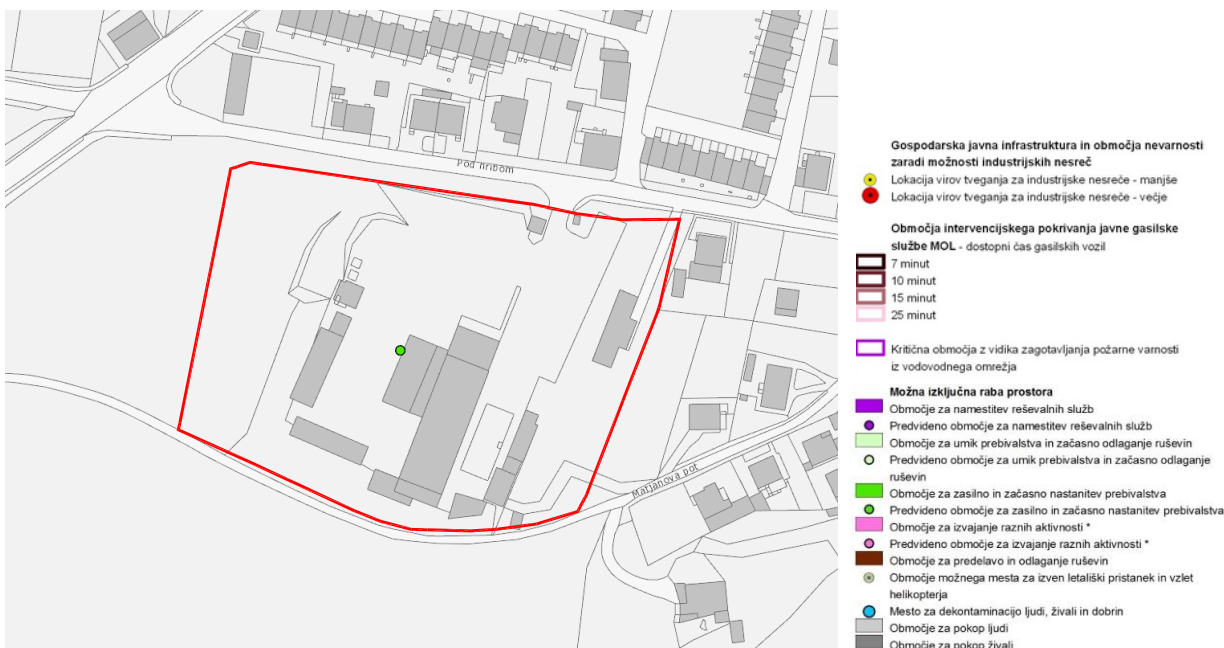 Pod hribom
Matjanova pot
Gospodarska javna infrastruktura in območja nevarnosti
zaradi možnosti industrijskih nesreč
Lokacija virov tveganja za industrijske nesreče - manjše
Lokacija virov tveganja za industrijske nesreče - večje
Območja intervencijskega pokrivanja javne gasilske
službe MOL - dostopni čas gasilskih vozil
7 minut
10 minut
15 minut
25 minut
Kritična območja z vidika zagotavljanja požarne varnosti
iz vodovodnega omrežja
Možna izključna raba prostora
Območje za namestitev reševalnih služb
Predvideno območje za namestitev reševalnih služb
Območje za umik prebivalstva in začasno odlaganje ruševin
Predvideno območje za umik prebivalstva in začasno odlaganje
ruševin
Območje za zasilno in začasno nastanitev prebivalstva
Predvideno območje za zasilno in začasno nastanitev prebivalstva
Območje za izvajanje raznih aktivnosti *
Predvideno območje za izvajanje raznih aktivnosti *
Območje za predelavo in odlaganje ruševin
Območje možnega mesta za izven letališki pristanek in vzlet
helikopterja
Mesto za dekontaminacijo ljudi, živali in dobrin
Območje za pokop ljudi
Območje za pokop živali